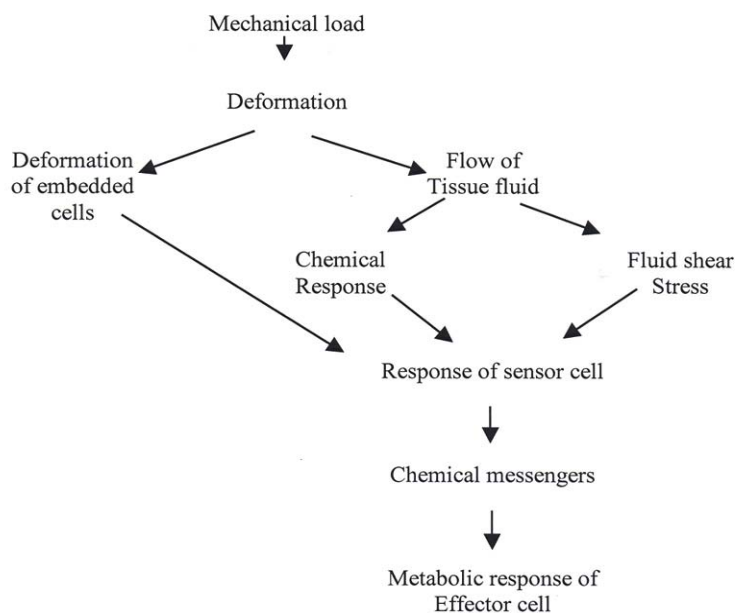 Mechanical load
Deformation
Deformation
of embedded
cells
Flow of
Tissue fluid
Chemical
Response
Fluid shear
Stress
Response of sensor cell
Chemical messengers
Metabolic response of
Effector cell